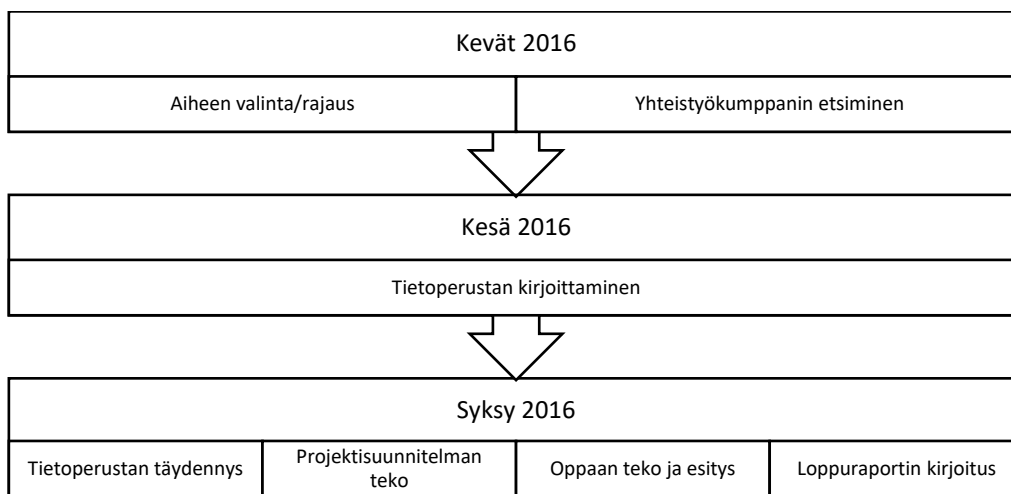 Kevät 2016
Aiheen valinta/rajaus
Yhteistyökumppanin etsiminen
Kesä 2016
Tietoperustan kirjoittaminen
Syksy 2016
Tietoperustan täydennys
Projektisuunnitelman
teko
Oppaan teko ja esitys
Loppuraportin kirjoitus